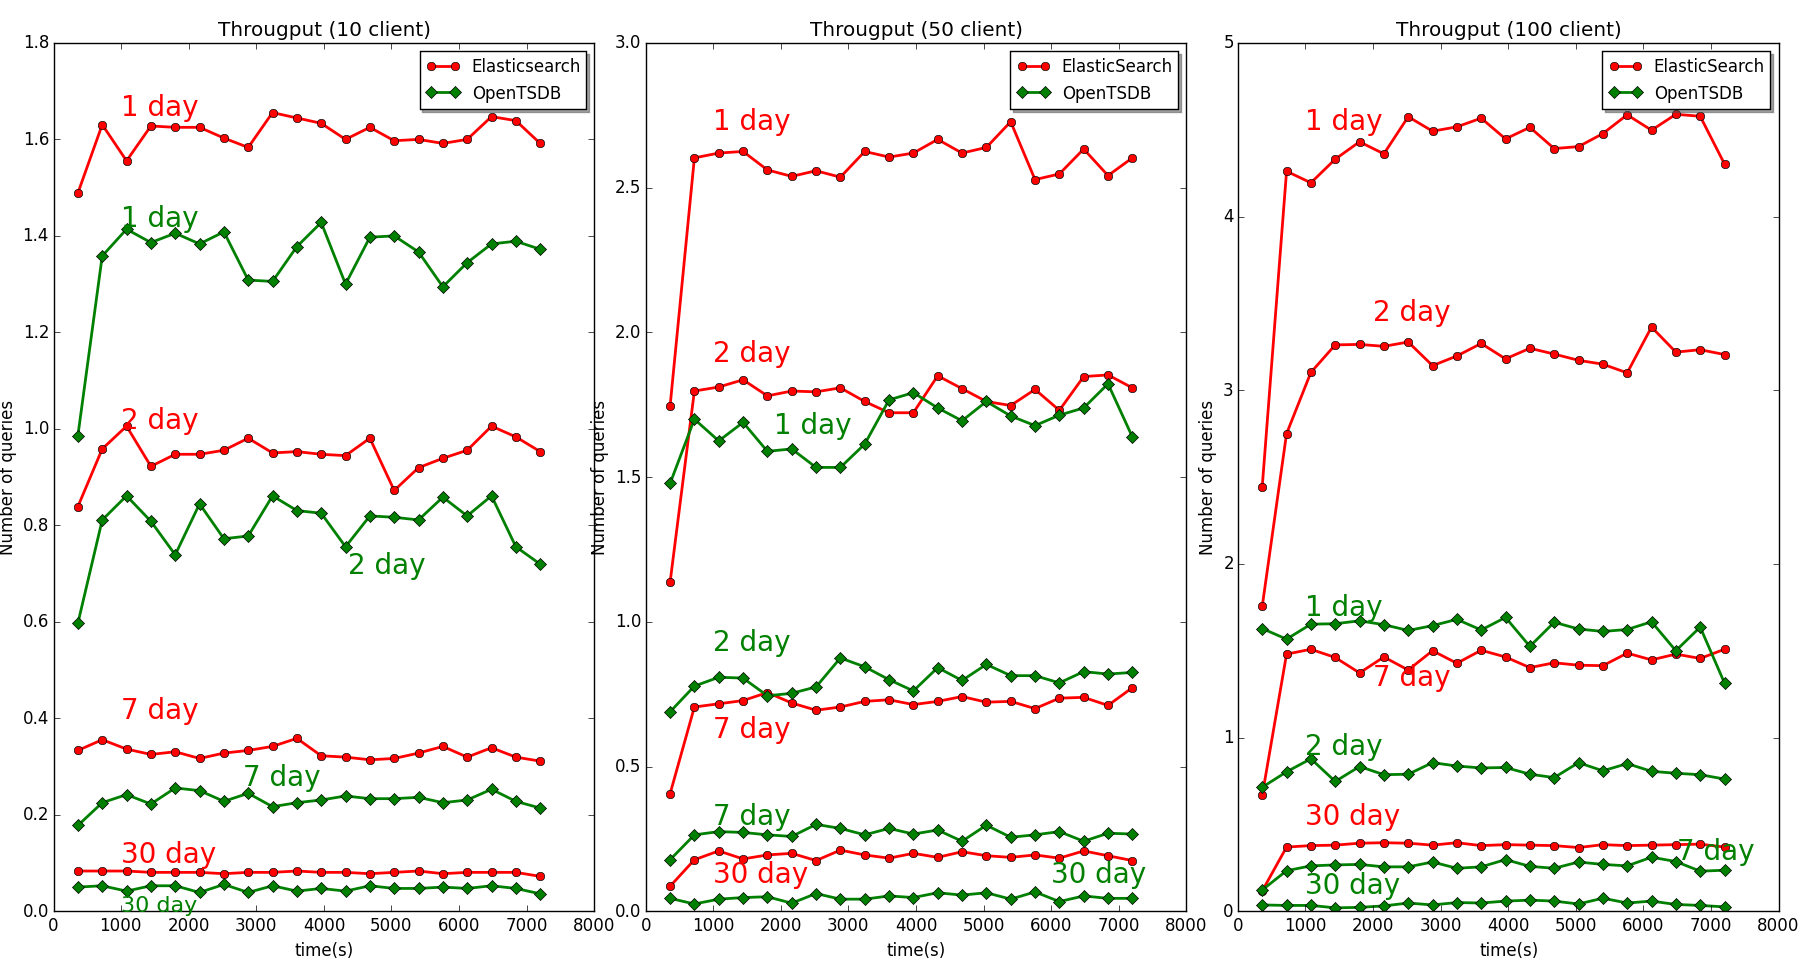 Througput (10 client)
1.8
1.6
1.4
1.2
1.0
0.8
0.6
0.4
0.2
0.0
Number of queries
Elasticsearch
OpenTSDB
1 day
1 day
2 day
2 day
7 day
7 day
30 day
30 day
0 1000 2000 3000 4000 5000 6000 7000 8000
time(s)
Througput (50 client)
3.0
2.5
2.0
1.5
1.0
0.5
0.0
Number of queries
ElasticSearch
OpenTSDB
1 day
2 day
1 day
2 day
7 day
7 day
30 day
30 day
0 1000 2000 3000 4000 5000 6000 7000 8000
time(s)
Througput (100 client)
5
4
3
2
1
0
Number of queries
ElasticSearch
OpenTSDB
1 day
2 day
1 day
7 day
2 day
30 day
7 day
30 day
0 1000 2000 3000 4000 5000 6000 7000 8000
time(s)